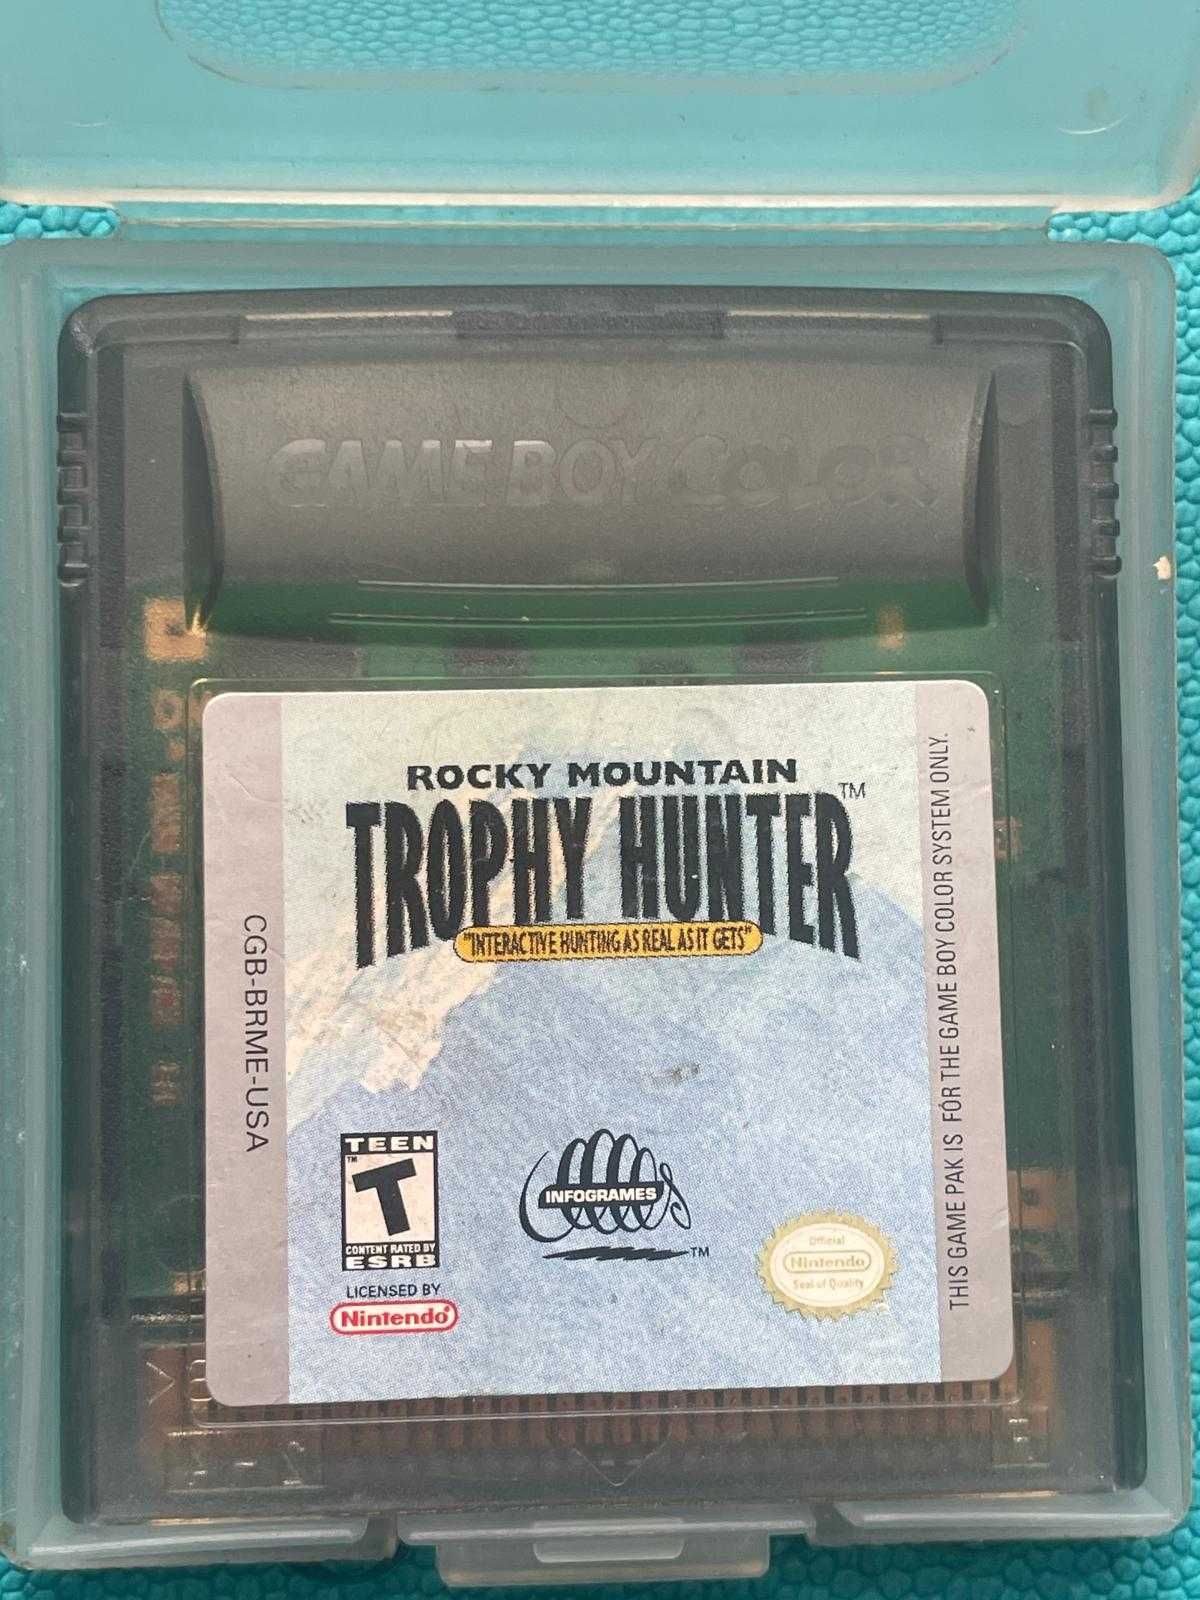 GAME BOY COLOR
ROCKY MOUNTAIN
TROPHY HUNTER™
"INTERACTIVE HUNTING AS REAL AS IT GETS"
CGB-BRME-USA
THIS GAME PAK IS FOR THE GAME BOY COLOR SYSTEM ONLY.
TEEN
™
T
CONTENT RATED BY
ESRB
LICENSED BY
Nintendo®
INFOGRAMES
™
Official
Nintendo
Seal of Quality